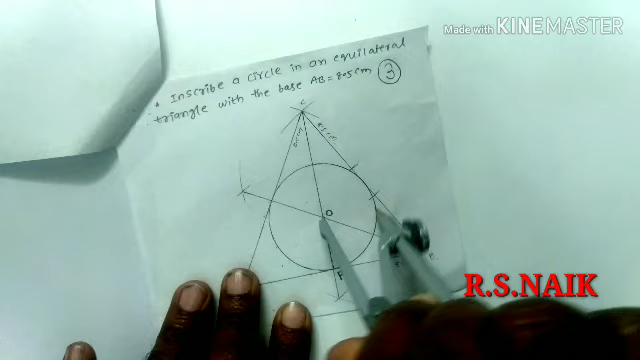 Made with KINEMASTER
* Inscribe a circle in an equilateral
triangle with the base AB = 8.5cm 3
C
O
R.S.NAIK